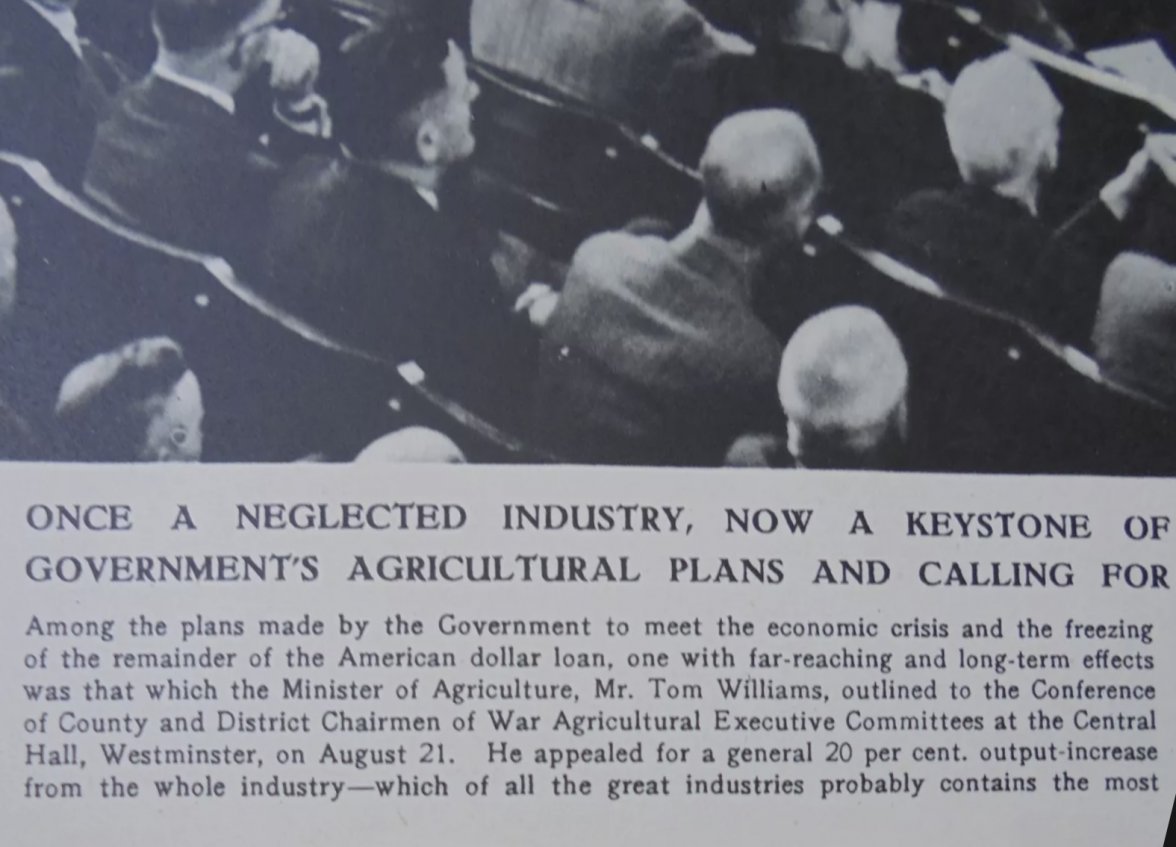 ONCE A NEGLECTED INDUSTRY, NOW A KEYSTONE OF
GOVERNMENT'S AGRICULTURAL PLANS AND CALLING FOR
Among the plans made by the Government to meet the economic crisis and the freezing
of the remainder of the American dollar loan, one with far-reaching and long-term effects
was that which the Minister of Agriculture, Mr. Tom Williams, outlined to the Conference
of County and District Chairmen of War Agricultural Executive Committees at the Central
Hall, Westminster, on August 21. He appealed for a general 20 per cent. output-increase
from the whole industry—which of all the great industries probably contains the most